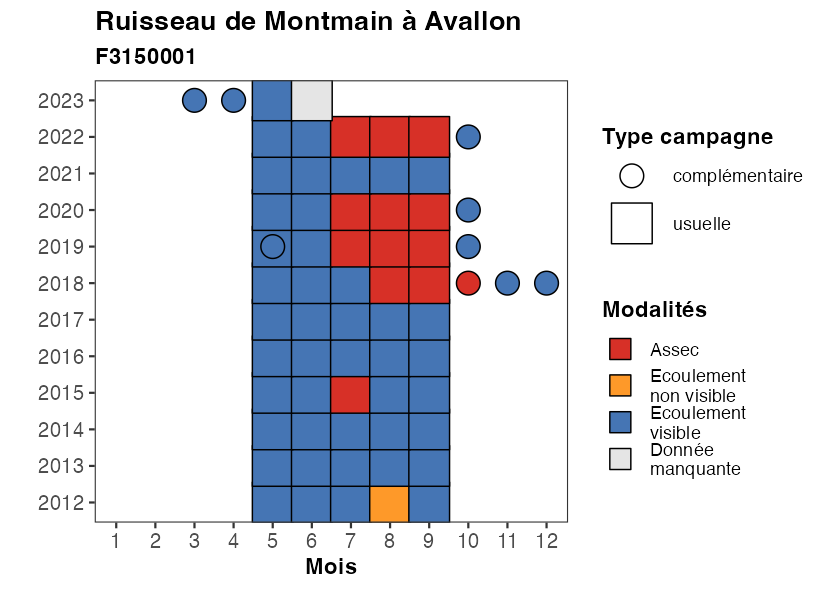 Ruisseau de Montmain à Avallon
F3150001
2023
2022
2021
2020
2019
2018
2017
2016
2015
2014
2013
2012
1 2 3 4 5 6 7 8 9 10 11 12
Mois
Type campagne
complémentaire
usuelle
Modalités
Assec
Ecoulement
non visible
Ecoulement
visible
Donnée
manquante